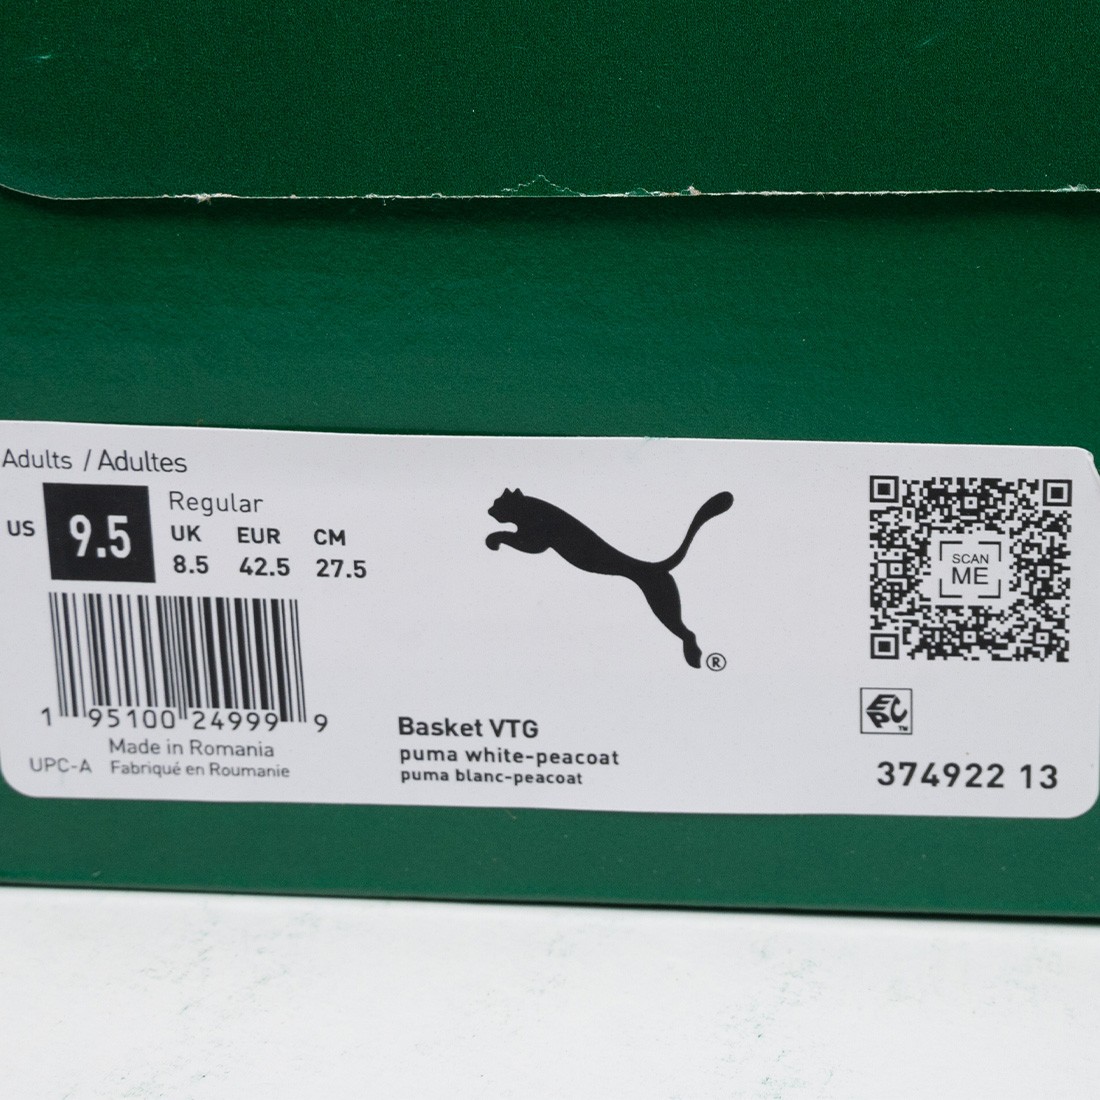 Adults / Adultes
US 9.5
Regular
UK EUR CM
8.5 42.5 27.5
1 95100 24999 9
Made in Romania
UPC-A Fabriqué en Roumanie
®
Basket VTG
puma white-peacoat
puma blanc-peacoat
SCAN
ME
EPC™
374922 13